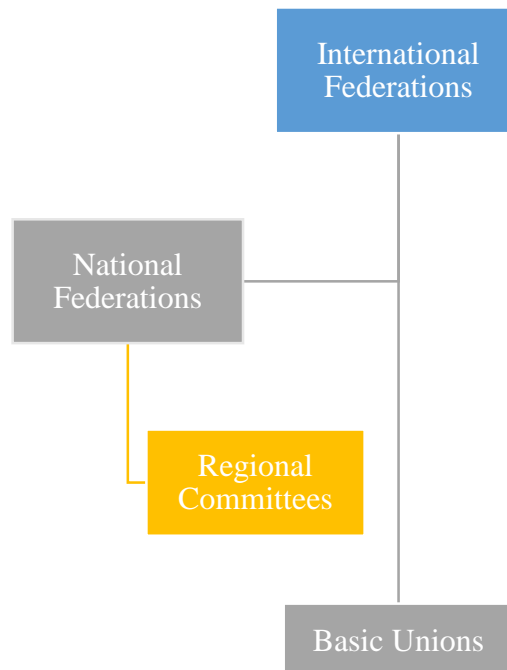 International
Federations
National
Federations
Regional
Committees
Basic Unions